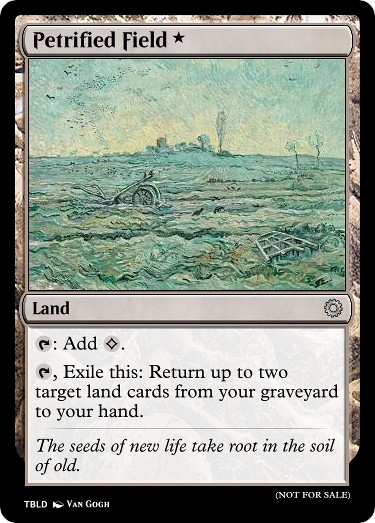 Petrified Field ★
Land
: Add .
, Exile this: Return up to two
target land cards from your graveyard
to your hand.
The seeds of new life take root in the soil
of old.
TBLD Van Gogh
(NOT FOR SALE)